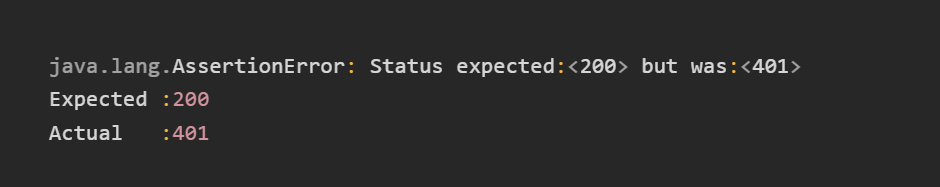 java.lang.AssertionError: Status expected:<200> but was:<401>
Expected :200
Actual   :401